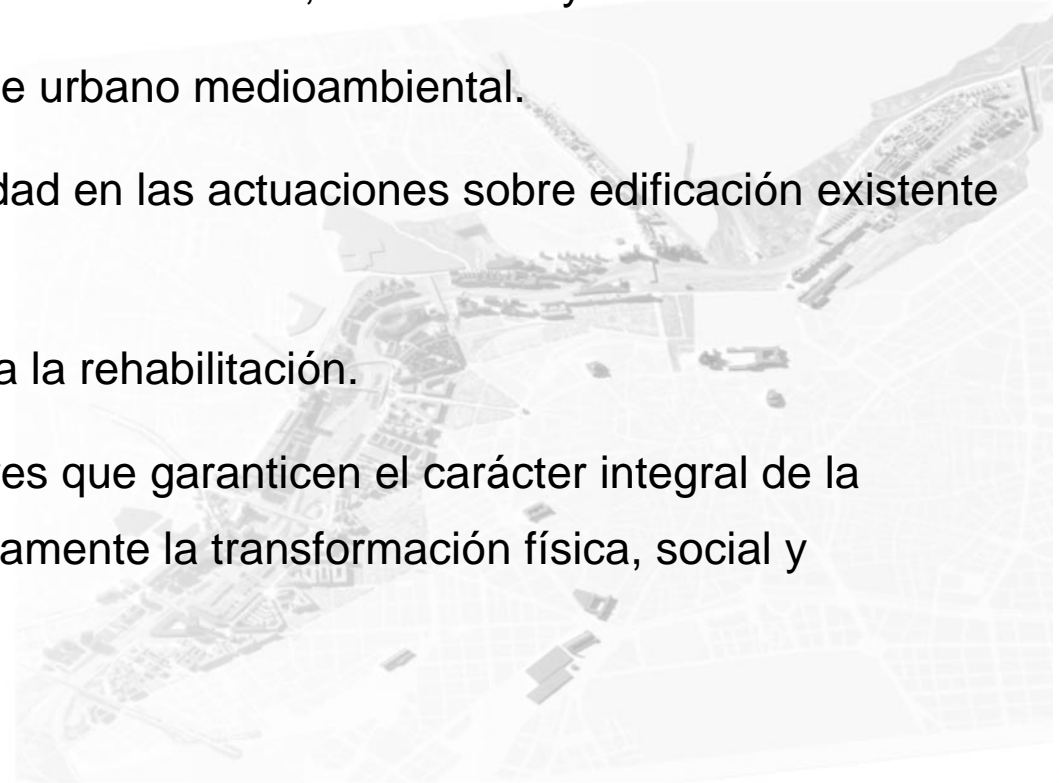 e urbano medioambiental.
dad en las actuaciones sobre edificación existente
a la rehabilitación.
es que garanticen el carácter integral de la
amente la transformación física, social y